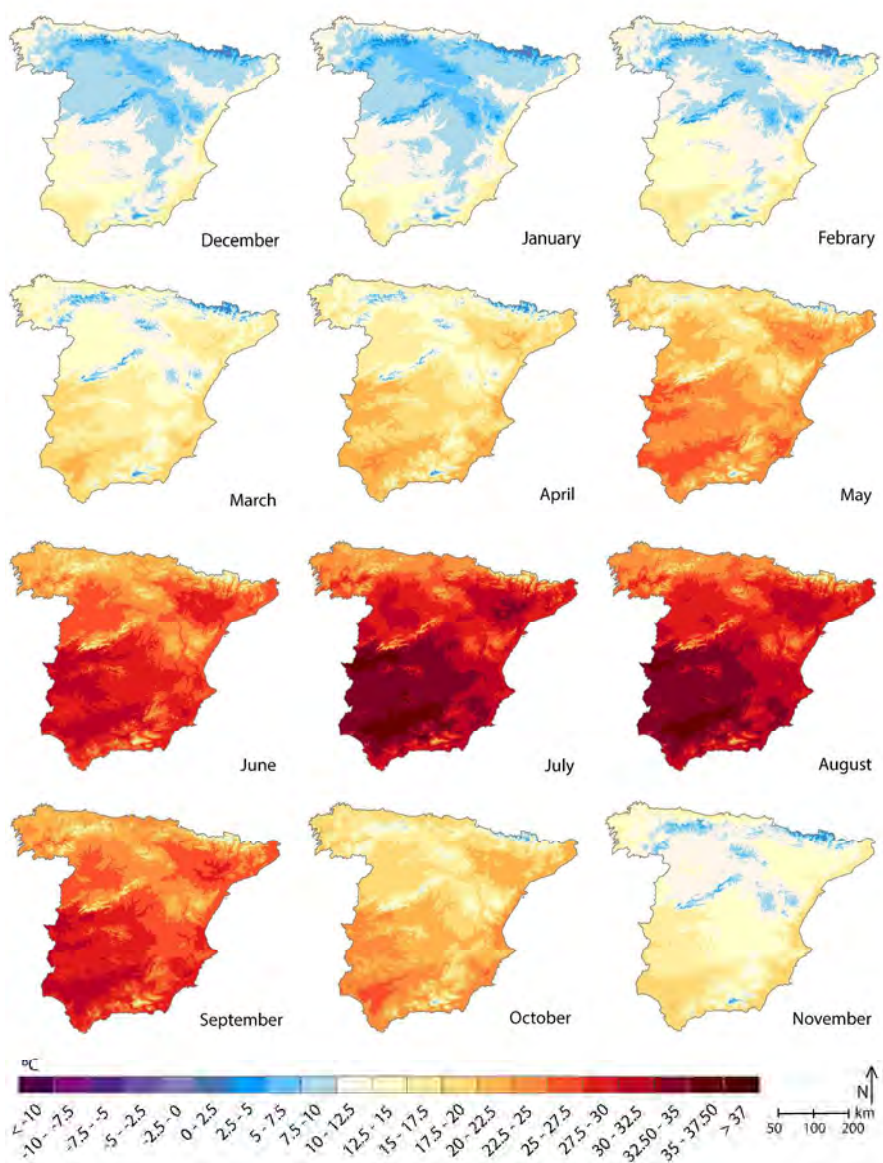 December January Febrary
March April May
June July August
September October November
ºC
N
km
50 100 200
< -10 -10 - -7.5 -7.5 - -5 -5 - -2.5 -2.5 - 0 0 - 2.5 2.5 - 5 5 - 7.5 7.5 - 10 10 - 12.5 12.5 - 15 15 - 17.5 17.5 - 20 20 - 22.5 22.5 - 25 25 - 27.5 27.5 - 30 30 - 32.5 32.50 - 35 35 - 37.50 > 37